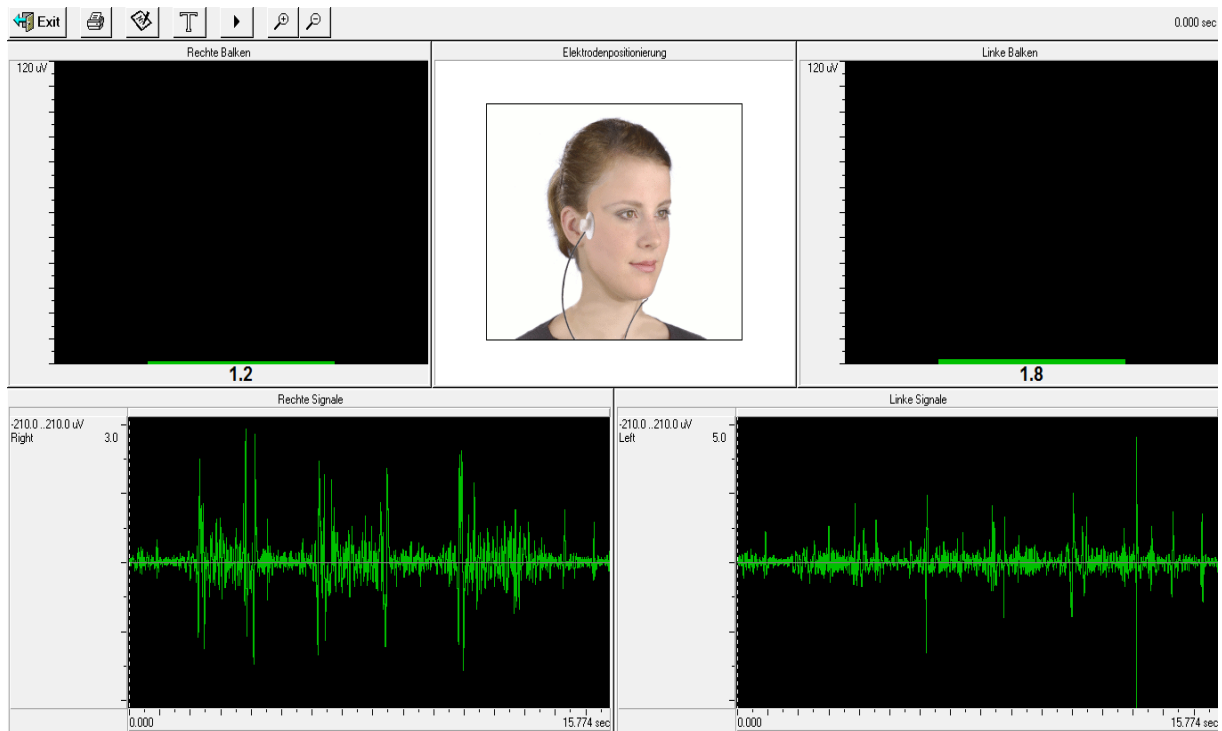 Exit
T
0.000 sec
Rechte Balken
Elektrodenpositionierung
Linke Balken
120 uV
120 uV
1.2
1.8
Rechte Signale
Linke Signale
-210.0 ..210.0 uV
Right 3.0
-210.0 ..210.0 uV
Left 5.0
0.000
15.774 sec
0.000
15.774 sec